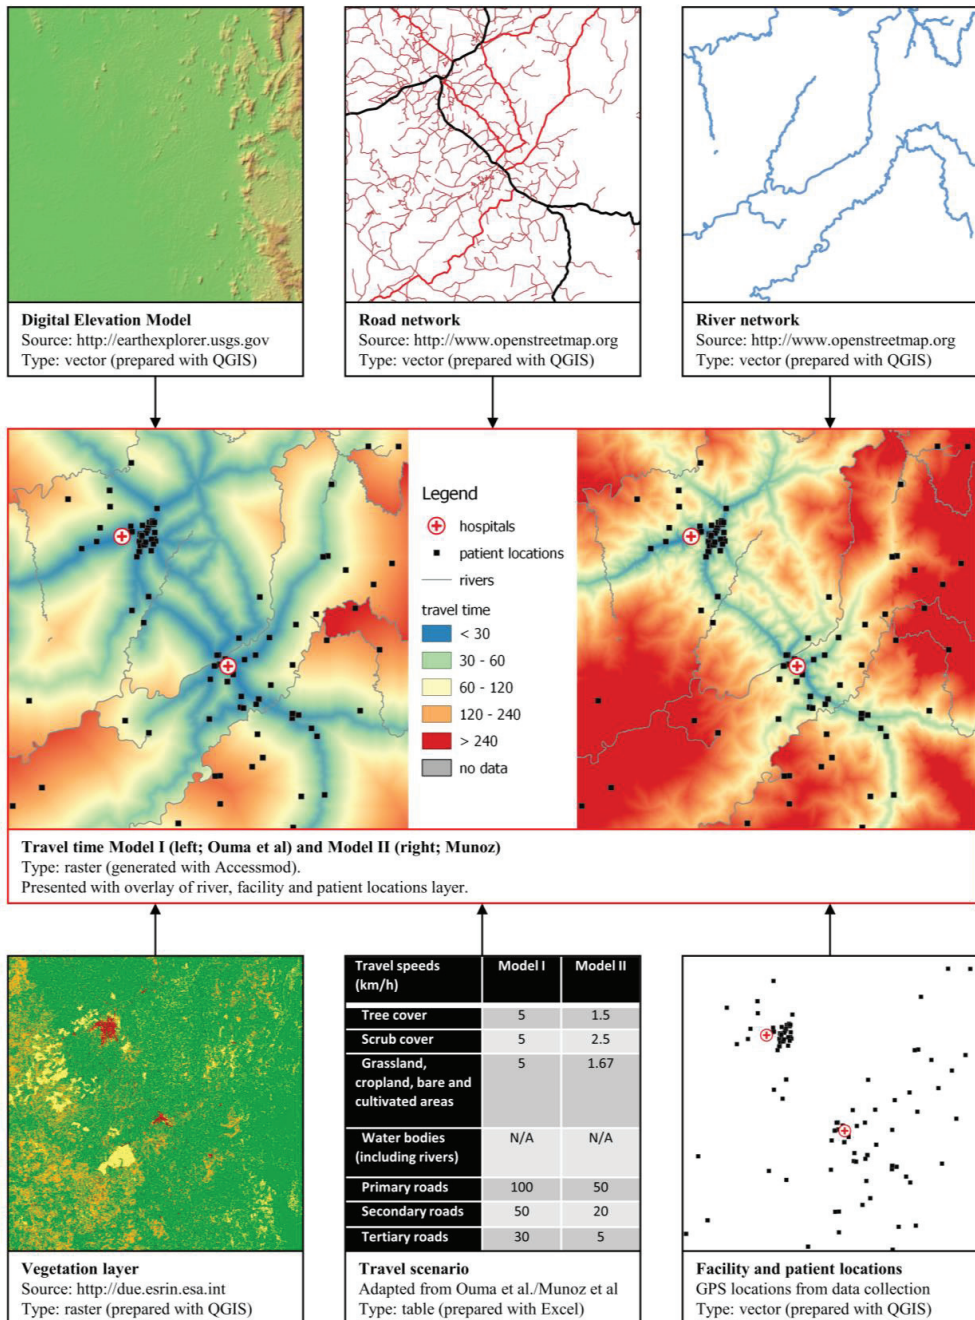 Digital Elevation Model
Source: http://earthexplorer.usgs.gov
Type: vector (prepared with QGIS)
Road network
Source: http://www.openstreetmap.org
Type: vector (prepared with QGIS)
River network
Source: http://www.openstreetmap.org
Type: vector (prepared with QGIS)
Legend
hospitals
patient locations
rivers
travel time
< 30
30 - 60
60 - 120
120 - 240
> 240
no data
Travel time Model I (left; Ouma et al) and Model II (right; Munoz)
Type: raster (generated with Accessmod).
Presented with overlay of river, facility and patient locations layer.
Vegetation layer
Source: http://due.esrin.esa.int
Type: raster (prepared with QGIS)
Travel speeds Model I Model II
(km/h)
Tree cover 5 1.5
Scrub cover 5 2.5
Grassland, 5 1.67
cropland, bare and
cultivated areas
Water bodies N/A N/A
(including rivers)
Primary roads 100 50
Secondary roads 50 20
Tertiary roads 30 5
Travel scenario
Adapted from Ouma et al./Munoz et al
Type: table (prepared with Excel)
Facility and patient locations
GPS locations from data collection
Type: vector (prepared with QGIS)